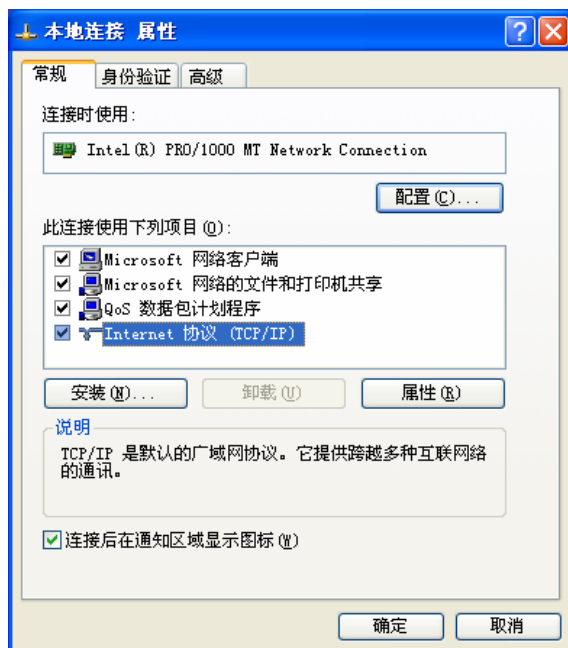 本地连接 属性
常规 身份验证 高级
连接时使用:
Intel(R) PRO/1000 MT Network Connection
配置(C)...
此连接使用下列项目(O):
Microsoft 网络客户端
Microsoft 网络的文件和打印机共享
QoS 数据包计划程序
Internet 协议 (TCP/IP)
安装(N)... 卸载(U) 属性(R)
说明
TCP/IP 是默认的广域网协议。它提供跨越多种互联网络
的通讯。
连接后在通知区域显示图标(W)
确定 取消